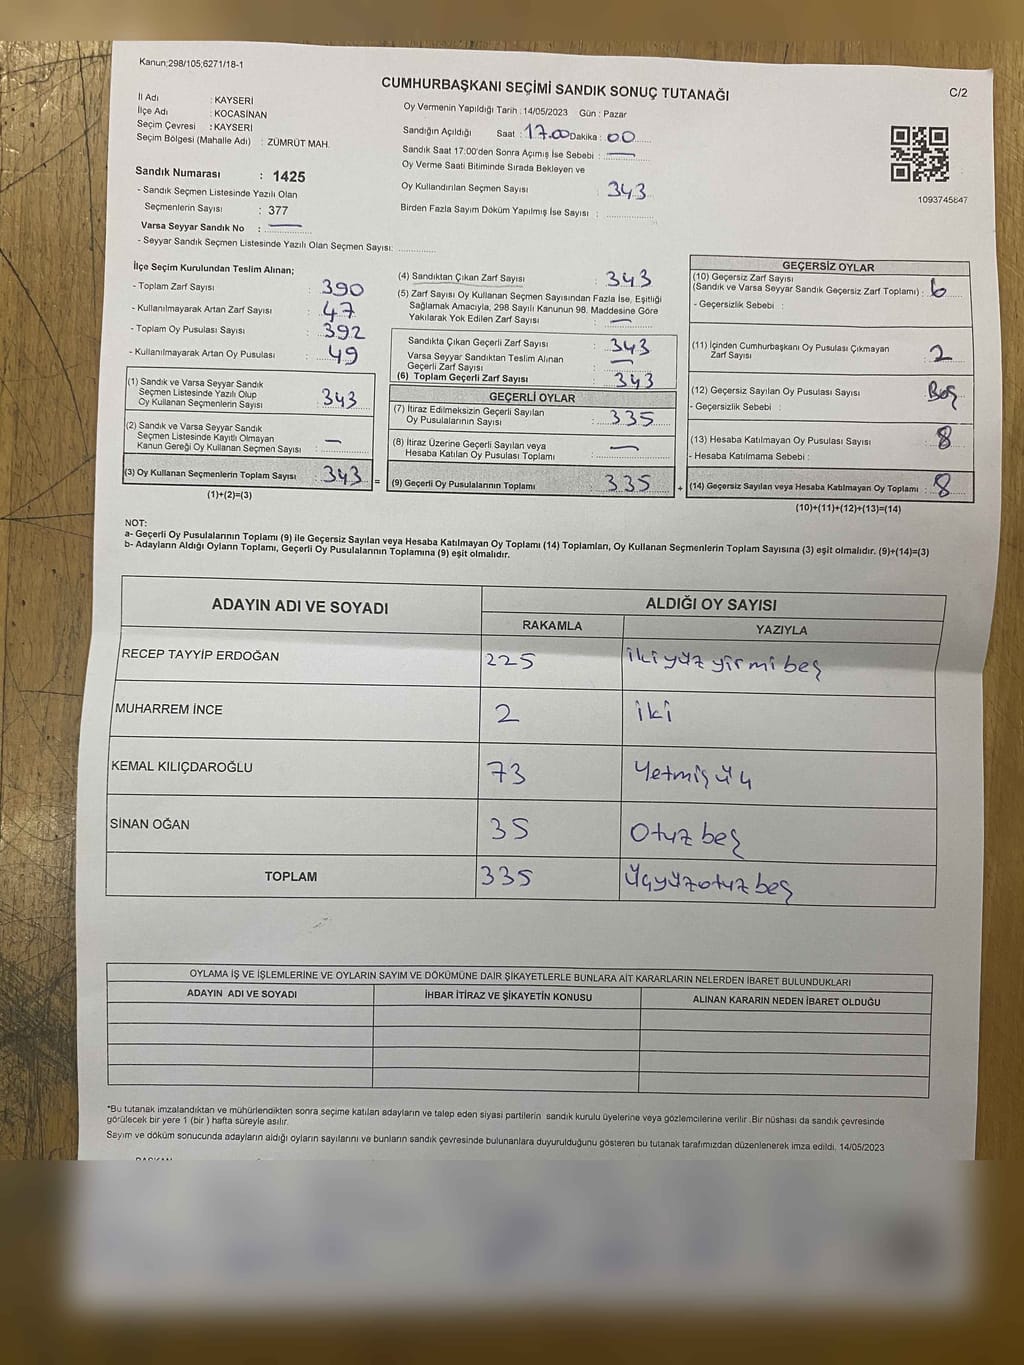 Kanun;298/105;6271/18-1
CUMHURBAŞKANI SEÇİMİ SANDIK SONUÇ TUTANAĞI
C/2
İl Adı : KAYSERİ
İlçe Adı : KOCASİNAN
Seçim Çevresi : KAYSERİ
Seçim Bölgesi (Mahalle Adı) : ZÜMRÜT MAH.
Sandık Numarası : 1425
- Sandık Seçmen Listesinde Yazılı Olan
Seçmenlerin Sayısı : 377
Varsa Seyyar Sandık No : —
- Seyyar Sandık Seçmen Listesinde Yazılı Olan Seçmen Sayısı:
Oy Vermenin Yapıldığı Tarih : 14/05/2023 Gün : Pazar
Sandığın Açıldığı Saat : 17.00 Dakika : 00
Sandık Saat 17:00'den Sonra Açımış İse Sebebi : —
Oy Verme Saati Bitiminde Sırada Bekleyen ve
Oy Kullandırılan Seçmen Sayısı : 343
Birden Fazla Sayım Döküm Yapılmış İse Sayısı :
1093745847
İlçe Seçim Kurulundan Teslim Alınan;
- Toplam Zarf Sayısı : 390
- Kullanılmayarak Artan Zarf Sayısı : 47
- Toplam Oy Pusulası Sayısı : 392
- Kullanılmayarak Artan Oy Pusulası : 49
(1) Sandık ve Varsa Seyyar Sandık
Seçmen Listesinde Yazılı Olup
Oy Kullanan Seçmenlerin Sayısı : 343
(2) Sandık ve Varsa Seyyar Sandık
Seçmen Listesinde Kayıtlı Olmayan
Kanun Gereği Oy Kullanan Seçmen Sayısı : —
(3) Oy Kullanan Seçmenlerin Toplam Sayısı : 343 =
(1)+(2)=(3)
(4) Sandıktan Çıkan Zarf Sayısı : 343
(5) Zarf Sayısı Oy Kullanan Seçmen Sayısından Fazla İse, Eşitliği
Sağlamak Amacıyla, 298 Sayılı Kanunun 98. Maddesine Göre
Yakılarak Yok Edilen Zarf Sayısı : —
Sandıkta Çıkan Geçerli Zarf Sayısı : 343
Varsa Seyyar Sandıktan Teslim Alınan
Geçerli Zarf Sayısı : —
(6) Toplam Geçerli Zarf Sayısı : 343
GEÇERLİ OYLAR
(7) İtiraz Edilmeksizin Geçerli Sayılan
Oy Pusulalarının Sayısı : 335
(8) İtiraz Üzerine Geçerli Sayılan veya
Hesaba Katılan Oy Pusulası Toplamı : —
(9) Geçerli Oy Pusulalarının Toplamı : 335 +
GEÇERSİZ OYLAR
(10) Geçersiz Zarf Sayısı
(Sandık ve Varsa Seyyar Sandık Geçersiz Zarf Toplamı) : 6
- Geçersizlik Sebebi :
(11) İçinden Cumhurbaşkanı Oy Pusulası Çıkmayan
Zarf Sayısı : 2
(12) Geçersiz Sayılan Oy Pusulası Sayısı : Boş
- Geçersizlik Sebebi :
(13) Hesaba Katılmayan Oy Pusulası Sayısı : 8
- Hesaba Katılmama Sebebi :
(14) Geçersiz Sayılan veya Hesaba Katılmayan Oy Toplamı : 8
(10)+(11)+(12)+(13)=(14)
NOT:
a- Geçerli Oy Pusulalarının Toplamı (9) ile Geçersiz Sayılan veya Hesaba Katılmayan Oy Toplamı (14) Toplamları, Oy Kullanan Seçmenlerin Toplam Sayısına (3) eşit olmalıdır. (9)+(14)=(3)
b- Adayların Aldığı Oyların Toplamı, Geçerli Oy Pusulalarının Toplamına (9) eşit olmalıdır.
ADAYIN ADI VE SOYADI ALDIĞI OY SAYISI
RAKAMLA YAZIYLA
RECEP TAYYİP ERDOĞAN 225 ikiyüz yirmi beş
MUHARREM İNCE 2 iki
KEMAL KILIÇDAROĞLU 73 Yetmiş üç
SİNAN OĞAN 35 Otuz beş
TOPLAM 335 Üçyüzotuz beş
OYLAMA İŞ VE İŞLEMLERİNE VE OYLARIN SAYIM VE DÖKÜMÜNE DAİR ŞİKAYETLERLE BUNLARA AİT KARARLARIN NELERDEN İBARET BULUNDUKLARI
ADAYIN ADI VE SOYADI İHBAR İTİRAZ VE ŞİKAYETİN KONUSU ALINAN KARARIN NEDEN İBARET OLDUĞU
*Bu tutanak imzalandıktan ve mühürlendikten sonra seçime katılan adayların ve talep eden siyasi partilerin sandık kurulu üyelerine veya gözlemcilerine verilir .Bir nüshası da sandık çevresinde
görülecek bir yere 1 (bir ) hafta süreyle asılır.
Sayım ve döküm sonucunda adayların aldığı oyların sayılarını ve bunların sandık çevresinde bulunanlara duyurulduğunu gösteren bu tutanak tarafımızdan düzenlenerek imza edildi. 14/05/2023